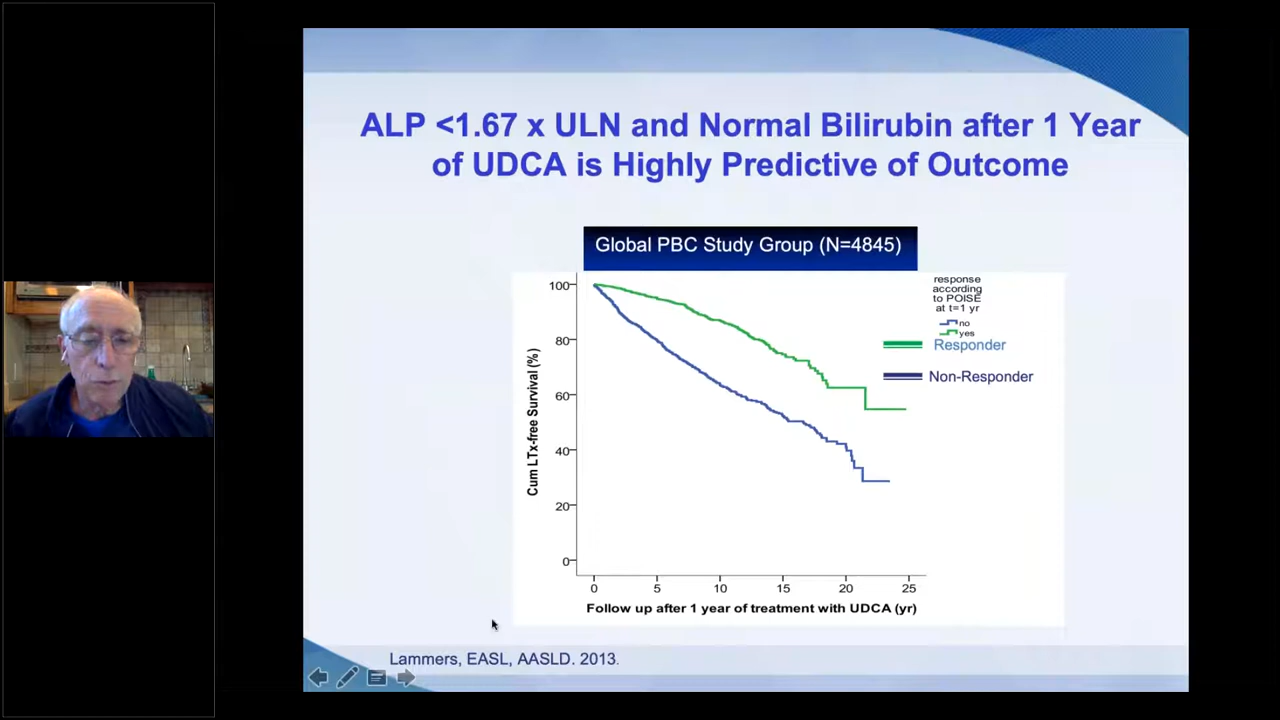 ALP <1.67 x ULN and Normal Bilirubin after 1 Year
of UDCA is Highly Predictive of Outcome
Global PBC Study Group (N=4845)
response
according
to POISE
at t=1 yr
no
yes
Responder
Non-Responder
Cum LTx-free Survival (%)
100
80
60
40
20
0
0 5 10 15 20 25
Follow up after 1 year of treatment with UDCA (yr)
Lammers, EASL, AASLD. 2013.